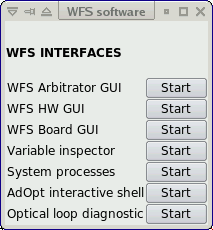 WFS software
WFS INTERFACES
WFS Arbitrator GUI Start
WFS HW GUI Start
WFS Board GUI Start
Variable inspector Start
System processes Start
AdOpt interactive shell Start
Optical loop diagnostic Start